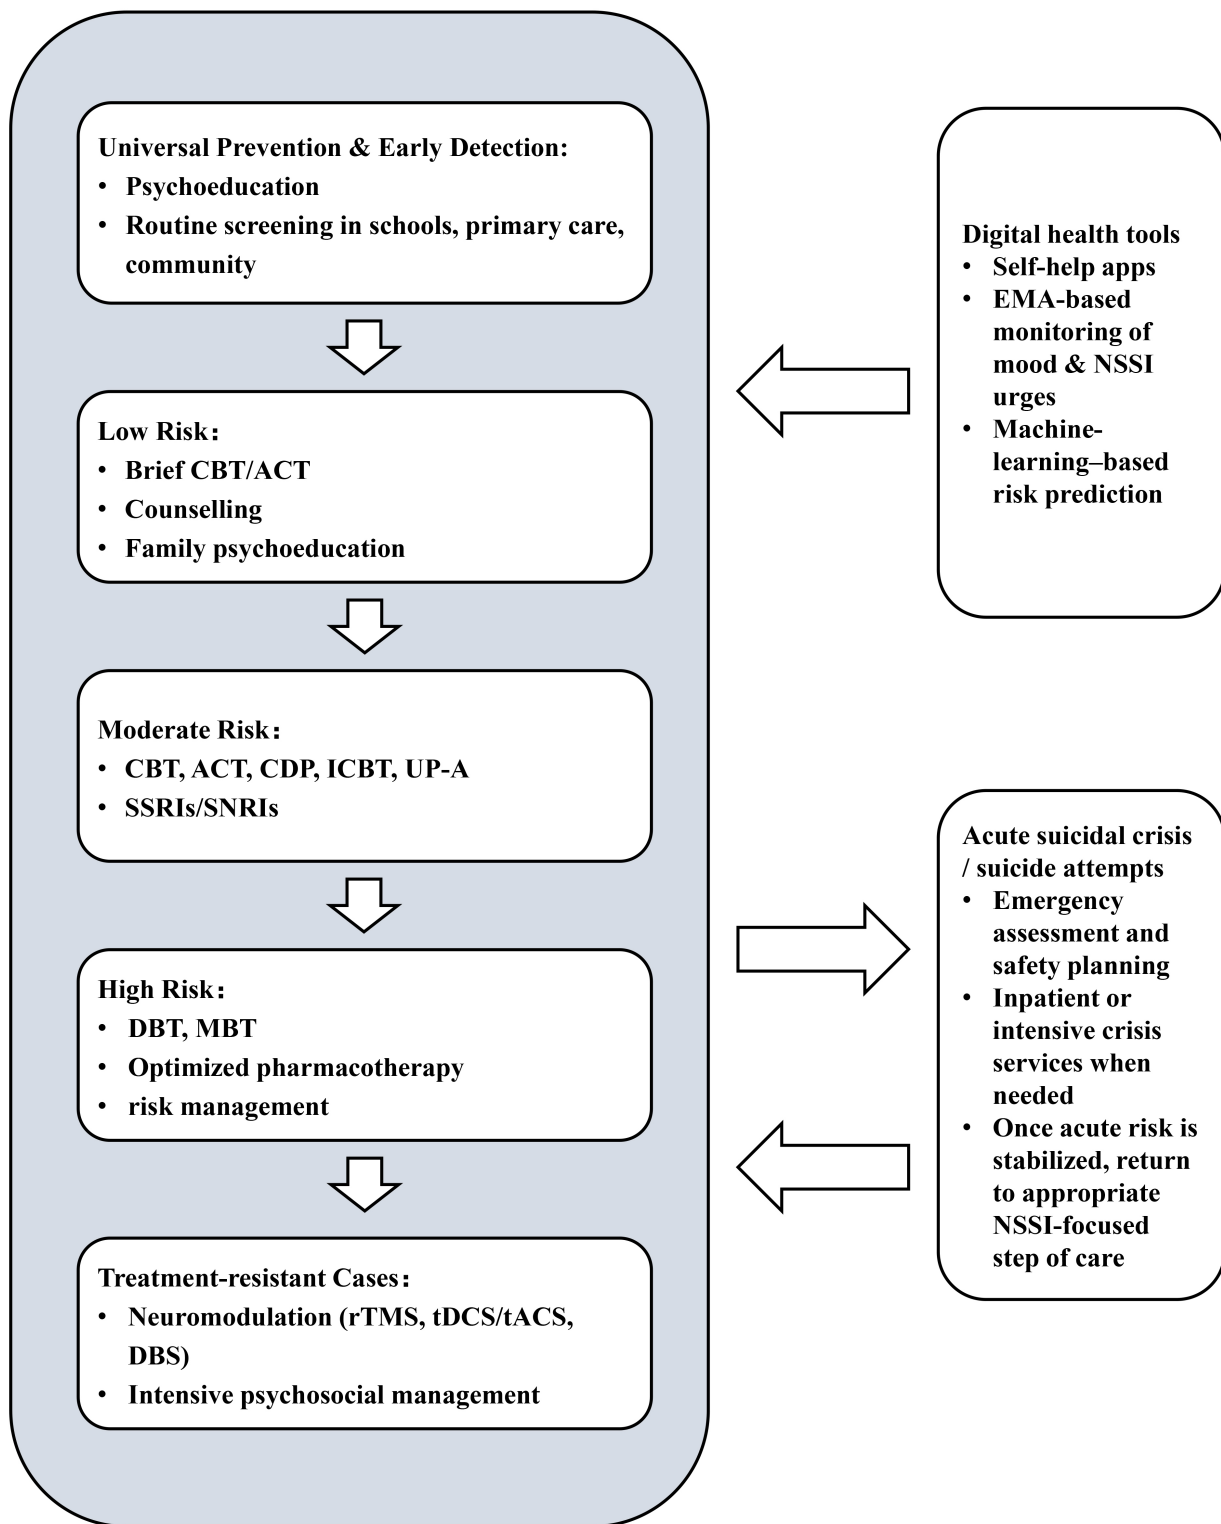 Universal Prevention & Early Detection:
• Psychoeducation
• Routine screening in schools, primary care,
community
Low Risk：
• Brief CBT/ACT
• Counselling
• Family psychoeducation
Moderate Risk：
• CBT, ACT, CDP, ICBT, UP-A
• SSRIs/SNRIs
High Risk：
• DBT, MBT
• Optimized pharmacotherapy
• risk management
Treatment-resistant Cases：
• Neuromodulation (rTMS, tDCS/tACS,
DBS)
• Intensive psychosocial management
Digital health tools
• Self-help apps
• EMA-based
monitoring of
mood & NSSI
urges
• Machine-
learning–based
risk prediction
Acute suicidal crisis
/ suicide attempts
• Emergency
assessment and
safety planning
• Inpatient or
intensive crisis
services when
needed
• Once acute risk is
stabilized, return
to appropriate
NSSI-focused
step of care